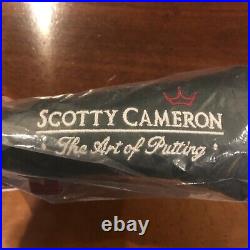 SCOTTY CAMERON
The Art of Putting